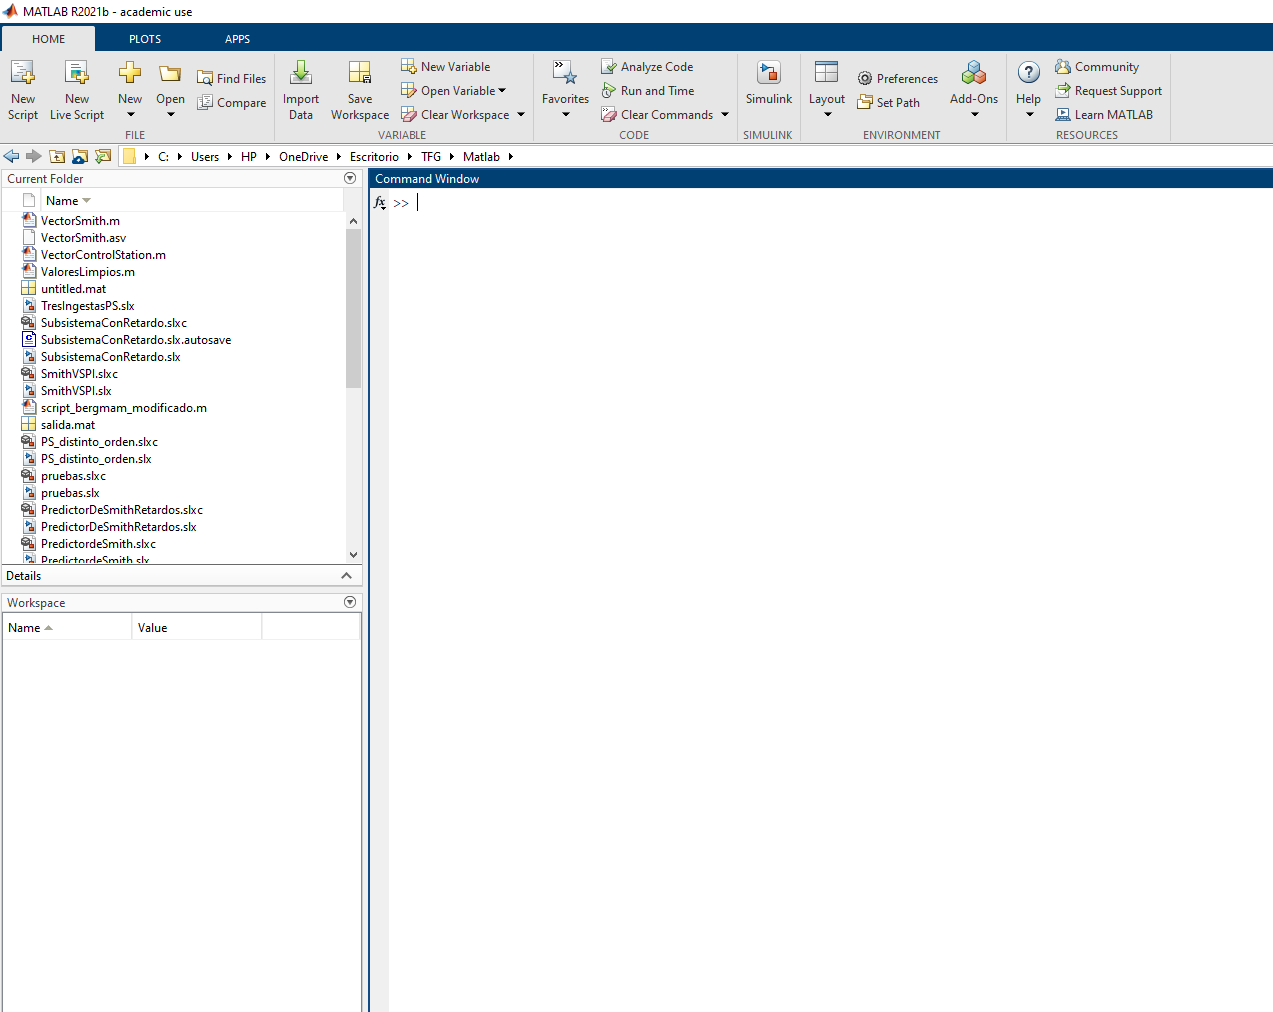 MATLAB R2021b - academic use
HOME PLOTS APPS
New Script
New Live Script
New
Open
Find Files
Compare
FILE
Import Data
Save Workspace
New Variable
Open Variable
Clear Workspace
VARIABLE
Favorites
Analyze Code
Run and Time
Clear Commands
CODE
Simulink
SIMULINK
Layout
Preferences
Set Path
Add-Ons
ENVIRONMENT
Help
Community
Request Support
Learn MATLAB
RESOURCES
C: Users HP OneDrive Escritorio TFG Matlab
Current Folder
Name
VectorSmith.m
VectorSmith.asv
VectorControlStation.m
ValoresLimpios.m
untitled.mat
TresIngestasPS.slx
SubsistemaConRetardo.slxc
SubsistemaConRetardo.slx.autosave
SubsistemaConRetardo.slx
SmithVSPI.slxc
SmithVSPI.slx
script_bergmam_modificado.m
salida.mat
PS_distinto_orden.slxc
PS_distinto_orden.slx
pruebas.slxc
pruebas.slx
PredictorDeSmithRetardos.slxc
PredictorDeSmithRetardos.slx
PredictordeSmith.slxc
PredictordeSmith.slx
Details
Workspace
Name Value
Command Window
fx >>